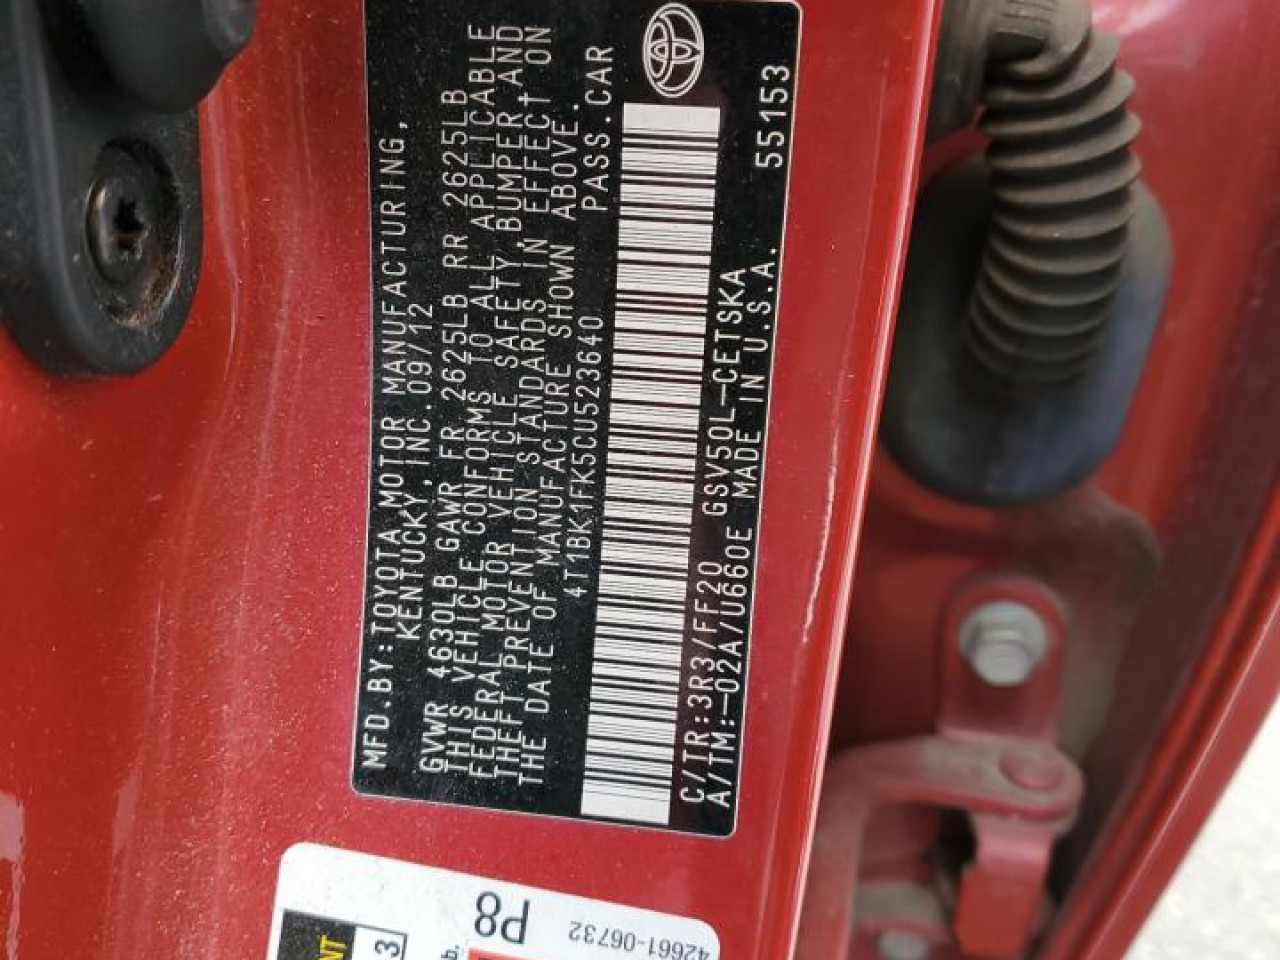 MFD.BY:TOYOTA MOTOR MANUFACTURING,
KENTUCKY, INC. 09/12
GVWR 4630LB GAWR FR 2625LB RR 2625LB
THIS VEHICLE CONFORMS TO ALL APPLICABLE
FEDERAL MOTOR VEHICLE SAFETY, BUMPER, AND
THEFT PREVENTION STANDARDS IN EFFECT ON
THE DATE OF MANUFACTURE SHOWN ABOVE.
4T1BK1FK5CU523640 PASS.CAR
C/TR:3R3/FF20 GSV50L-CETSKA
A/TM:-02A/U660E MADE IN U.S.A. 55153
P8
42661-06732
NT
3
b.